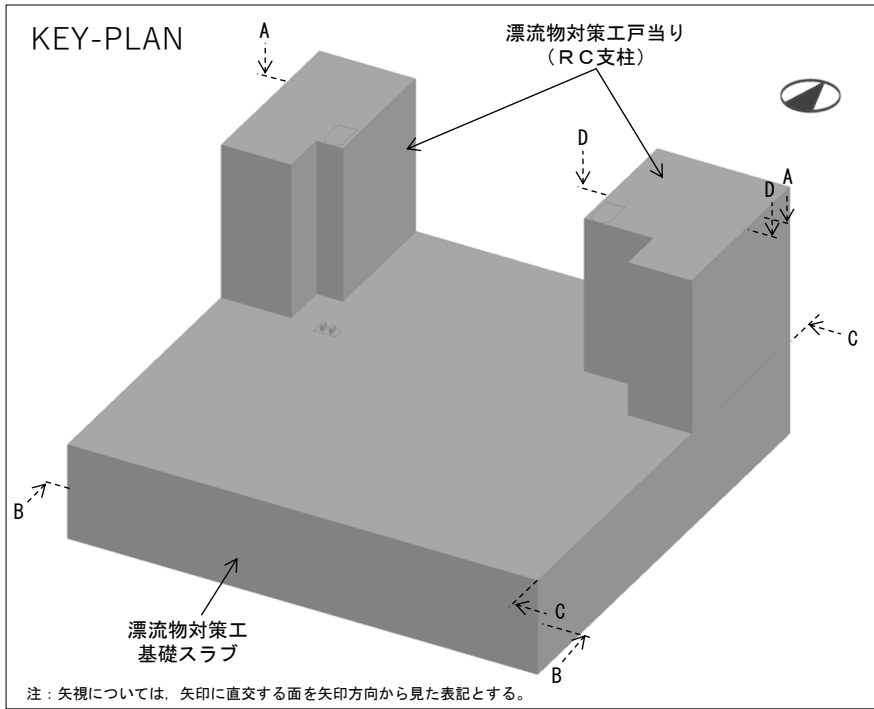 KEY-PLAN
漂流物対策工戸当り
(RC支柱)
A
D
A
D
C
B
C
B
漂流物対策工
基礎スラブ
注:矢視については,矢印に直交する面を矢印方向から見た表記とする。